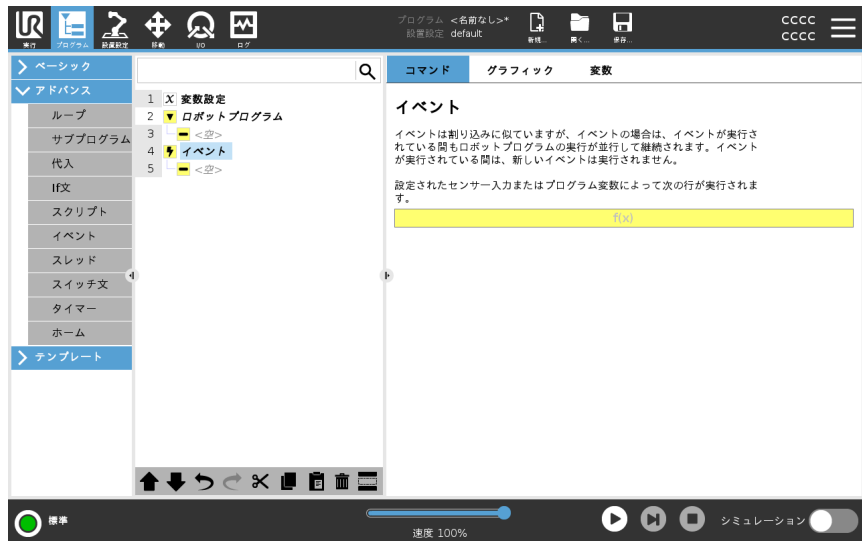 UR
プログラム <名前なし>*
設置設定 default
CCCC
CCCC
実行 プログラム 設置設定 移動 I/O ログ 新規... 開く... 保存...
ベーシック
アドバンス
ループ
サブプログラム
代入
If文
スクリプト
イベント
スレッド
スイッチ文
タイマー
ホーム
テンプレート
1 X 変数設定
2 ロボットプログラム
3 <空>
4 イベント
5 <空>
コマンド グラフィック 変数
イベント
イベントは割り込みに似ていますが、イベントの場合は、イベントが実行さ
れている間もロボットプログラムの実行が並行して継続されます。イベント
が実行されている間は、新しいイベントは実行されません。
設定されたセンサー入力またはプログラム変数によって次の行が実行されま
す。
f(x)
標準
速度 100%
シミュレーション